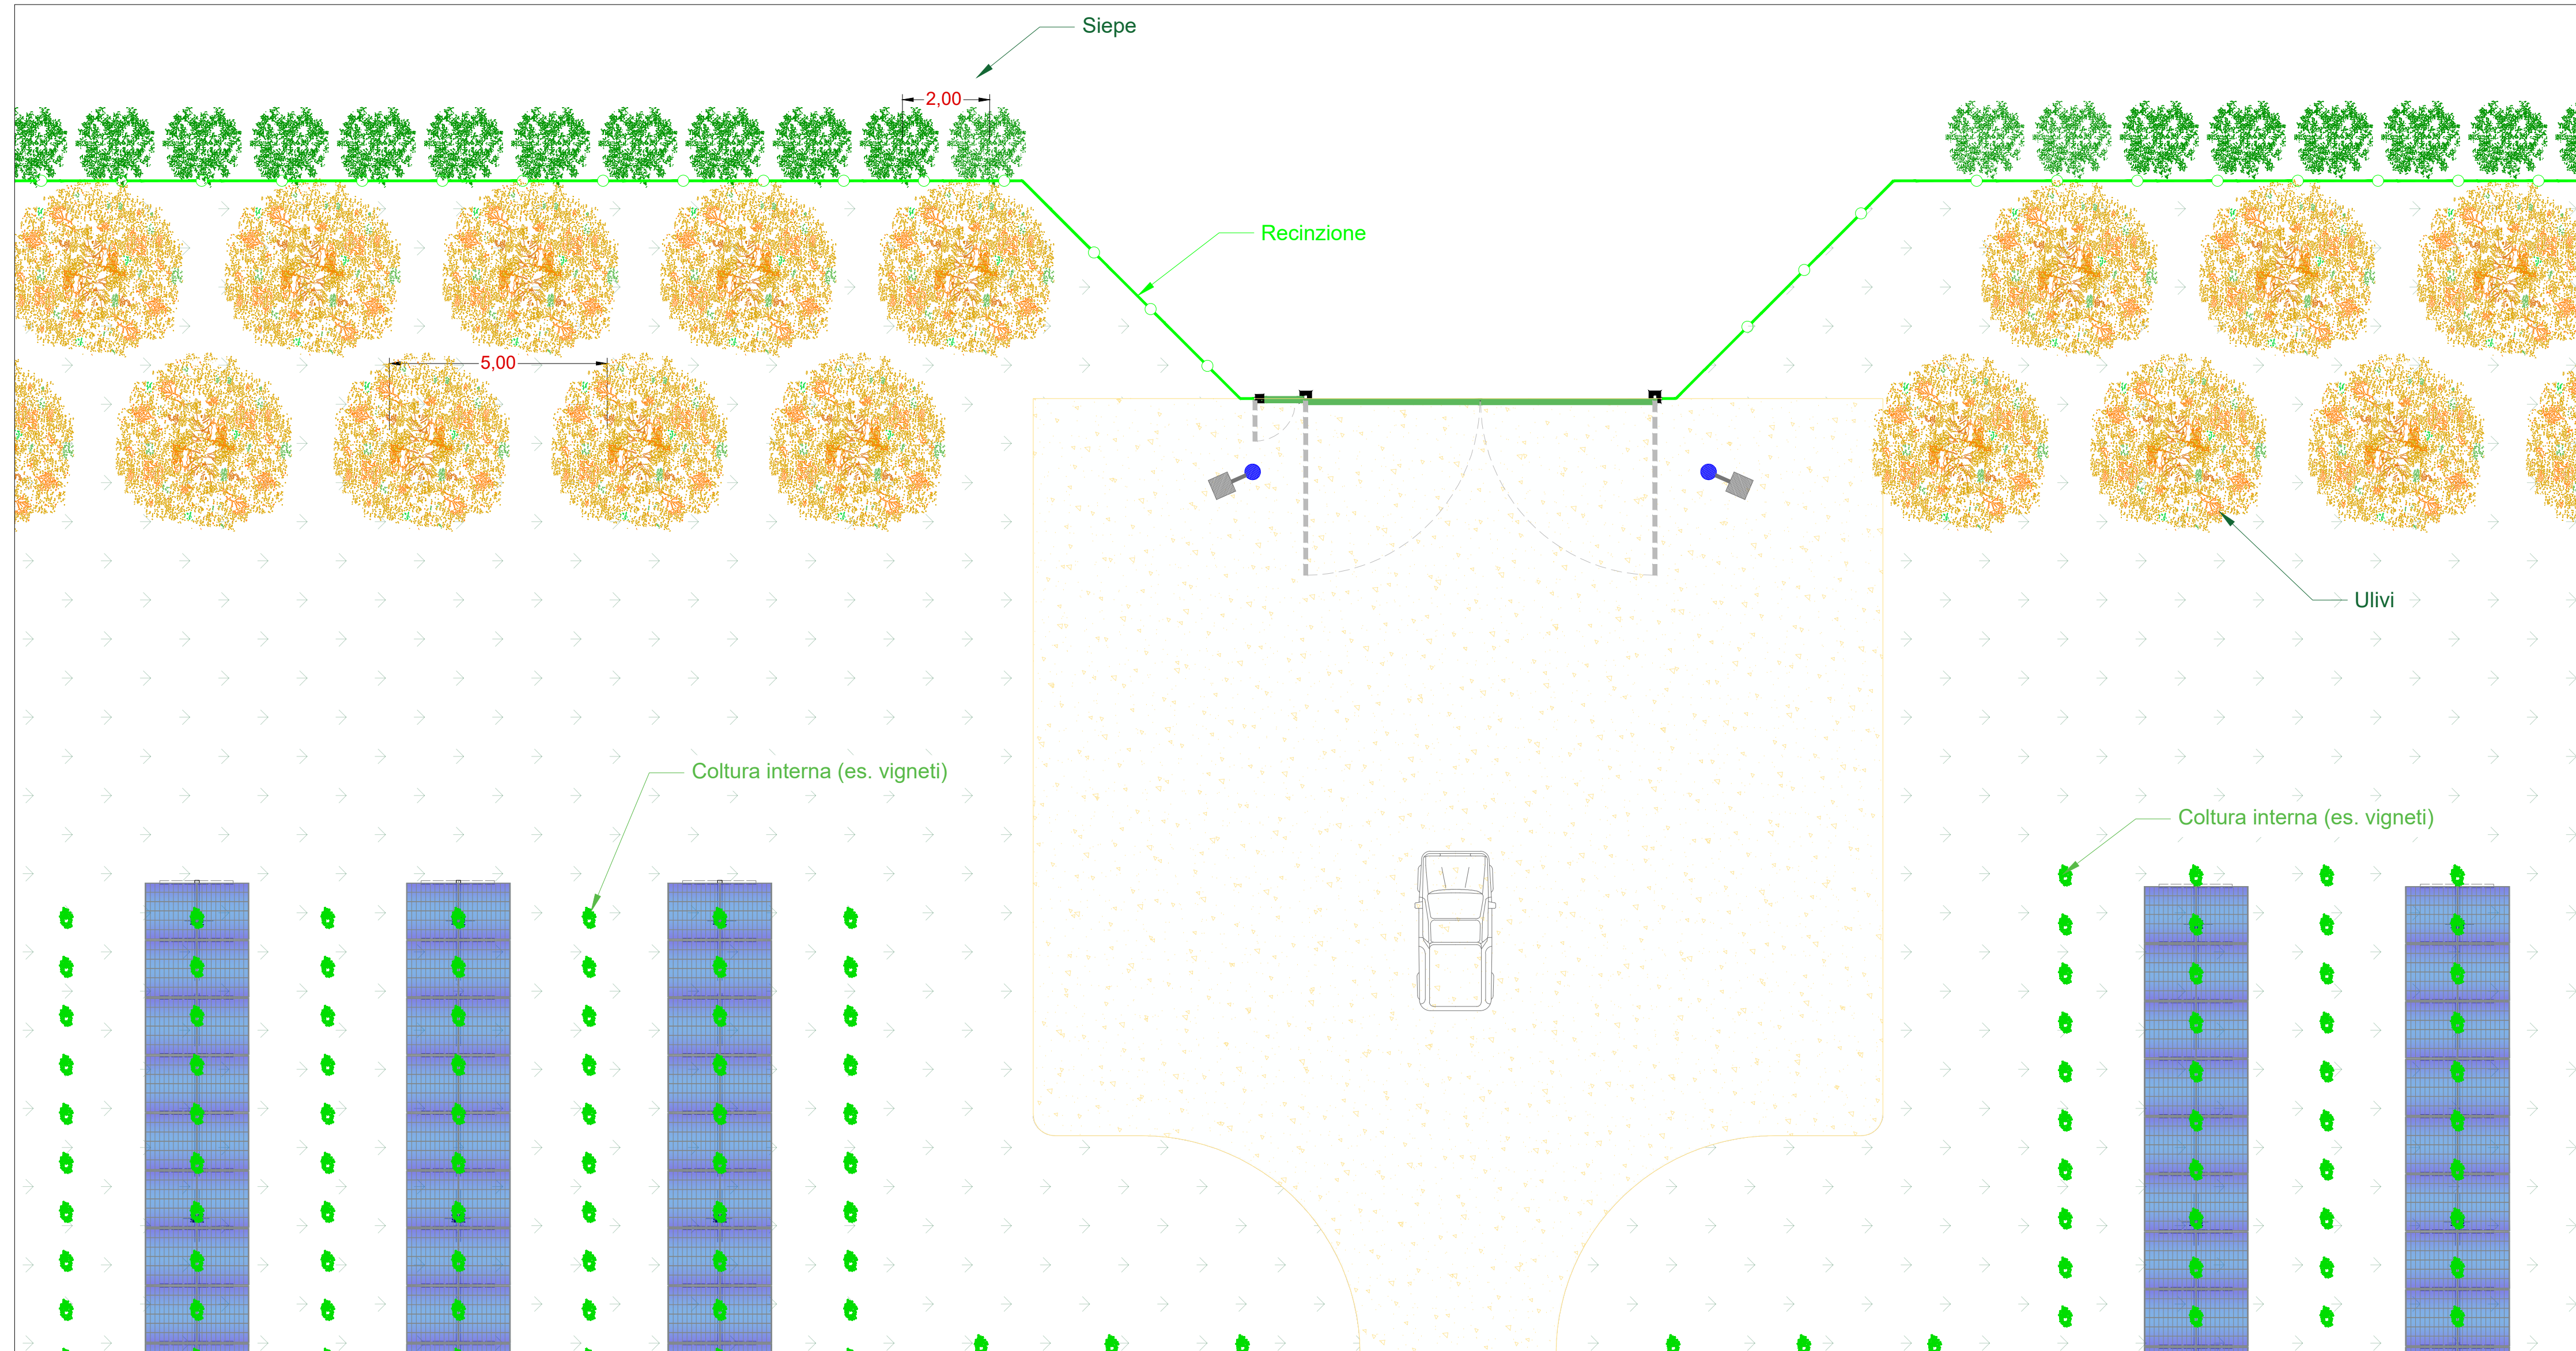 Siepe
2,00
Recinzione
5,00
Ulivi
Coltura interna (es. vigneti)
Coltura interna (es. vigneti)